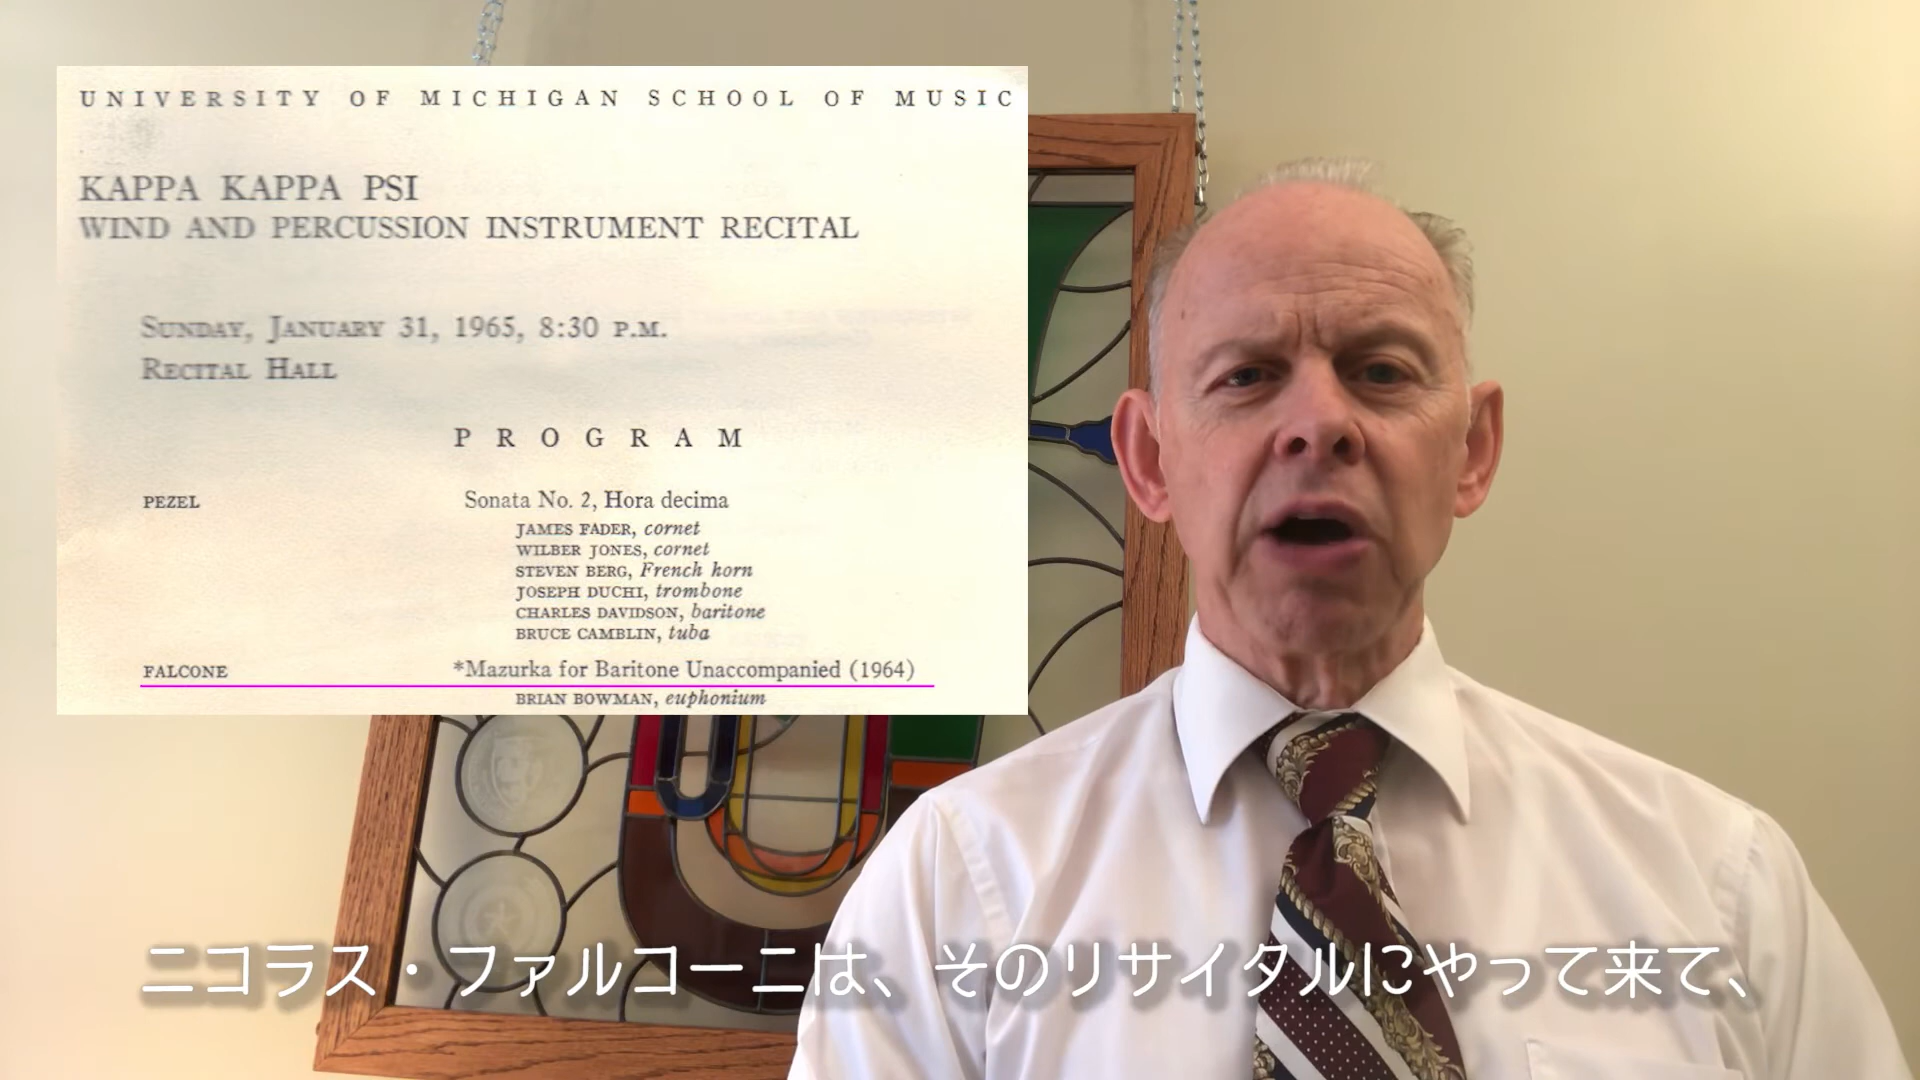 UNIVERSITY OF MICHIGAN SCHOOL OF MUSIC
KAPPA KAPPA PSI
WIND AND PERCUSSION INSTRUMENT RECITAL
SUNDAY, JANUARY 31, 1965, 8:30 P.M.
RECITAL HALL
PROGRAM
PEZEL Sonata No. 2, Hora decima
JAMES FADER, cornet
WILBER JONES, cornet
STEVEN BERG, French horn
JOSEPH DUCHI, trombone
CHARLES DAVIDSON, baritone
BRUCE CAMBLIN, tuba
FALCONE *Mazurka for Baritone Unaccompanied (1964)
BRIAN BOWMAN, euphonium
ニコラス・ファルコーニは、そのリサイタルにやって来て、